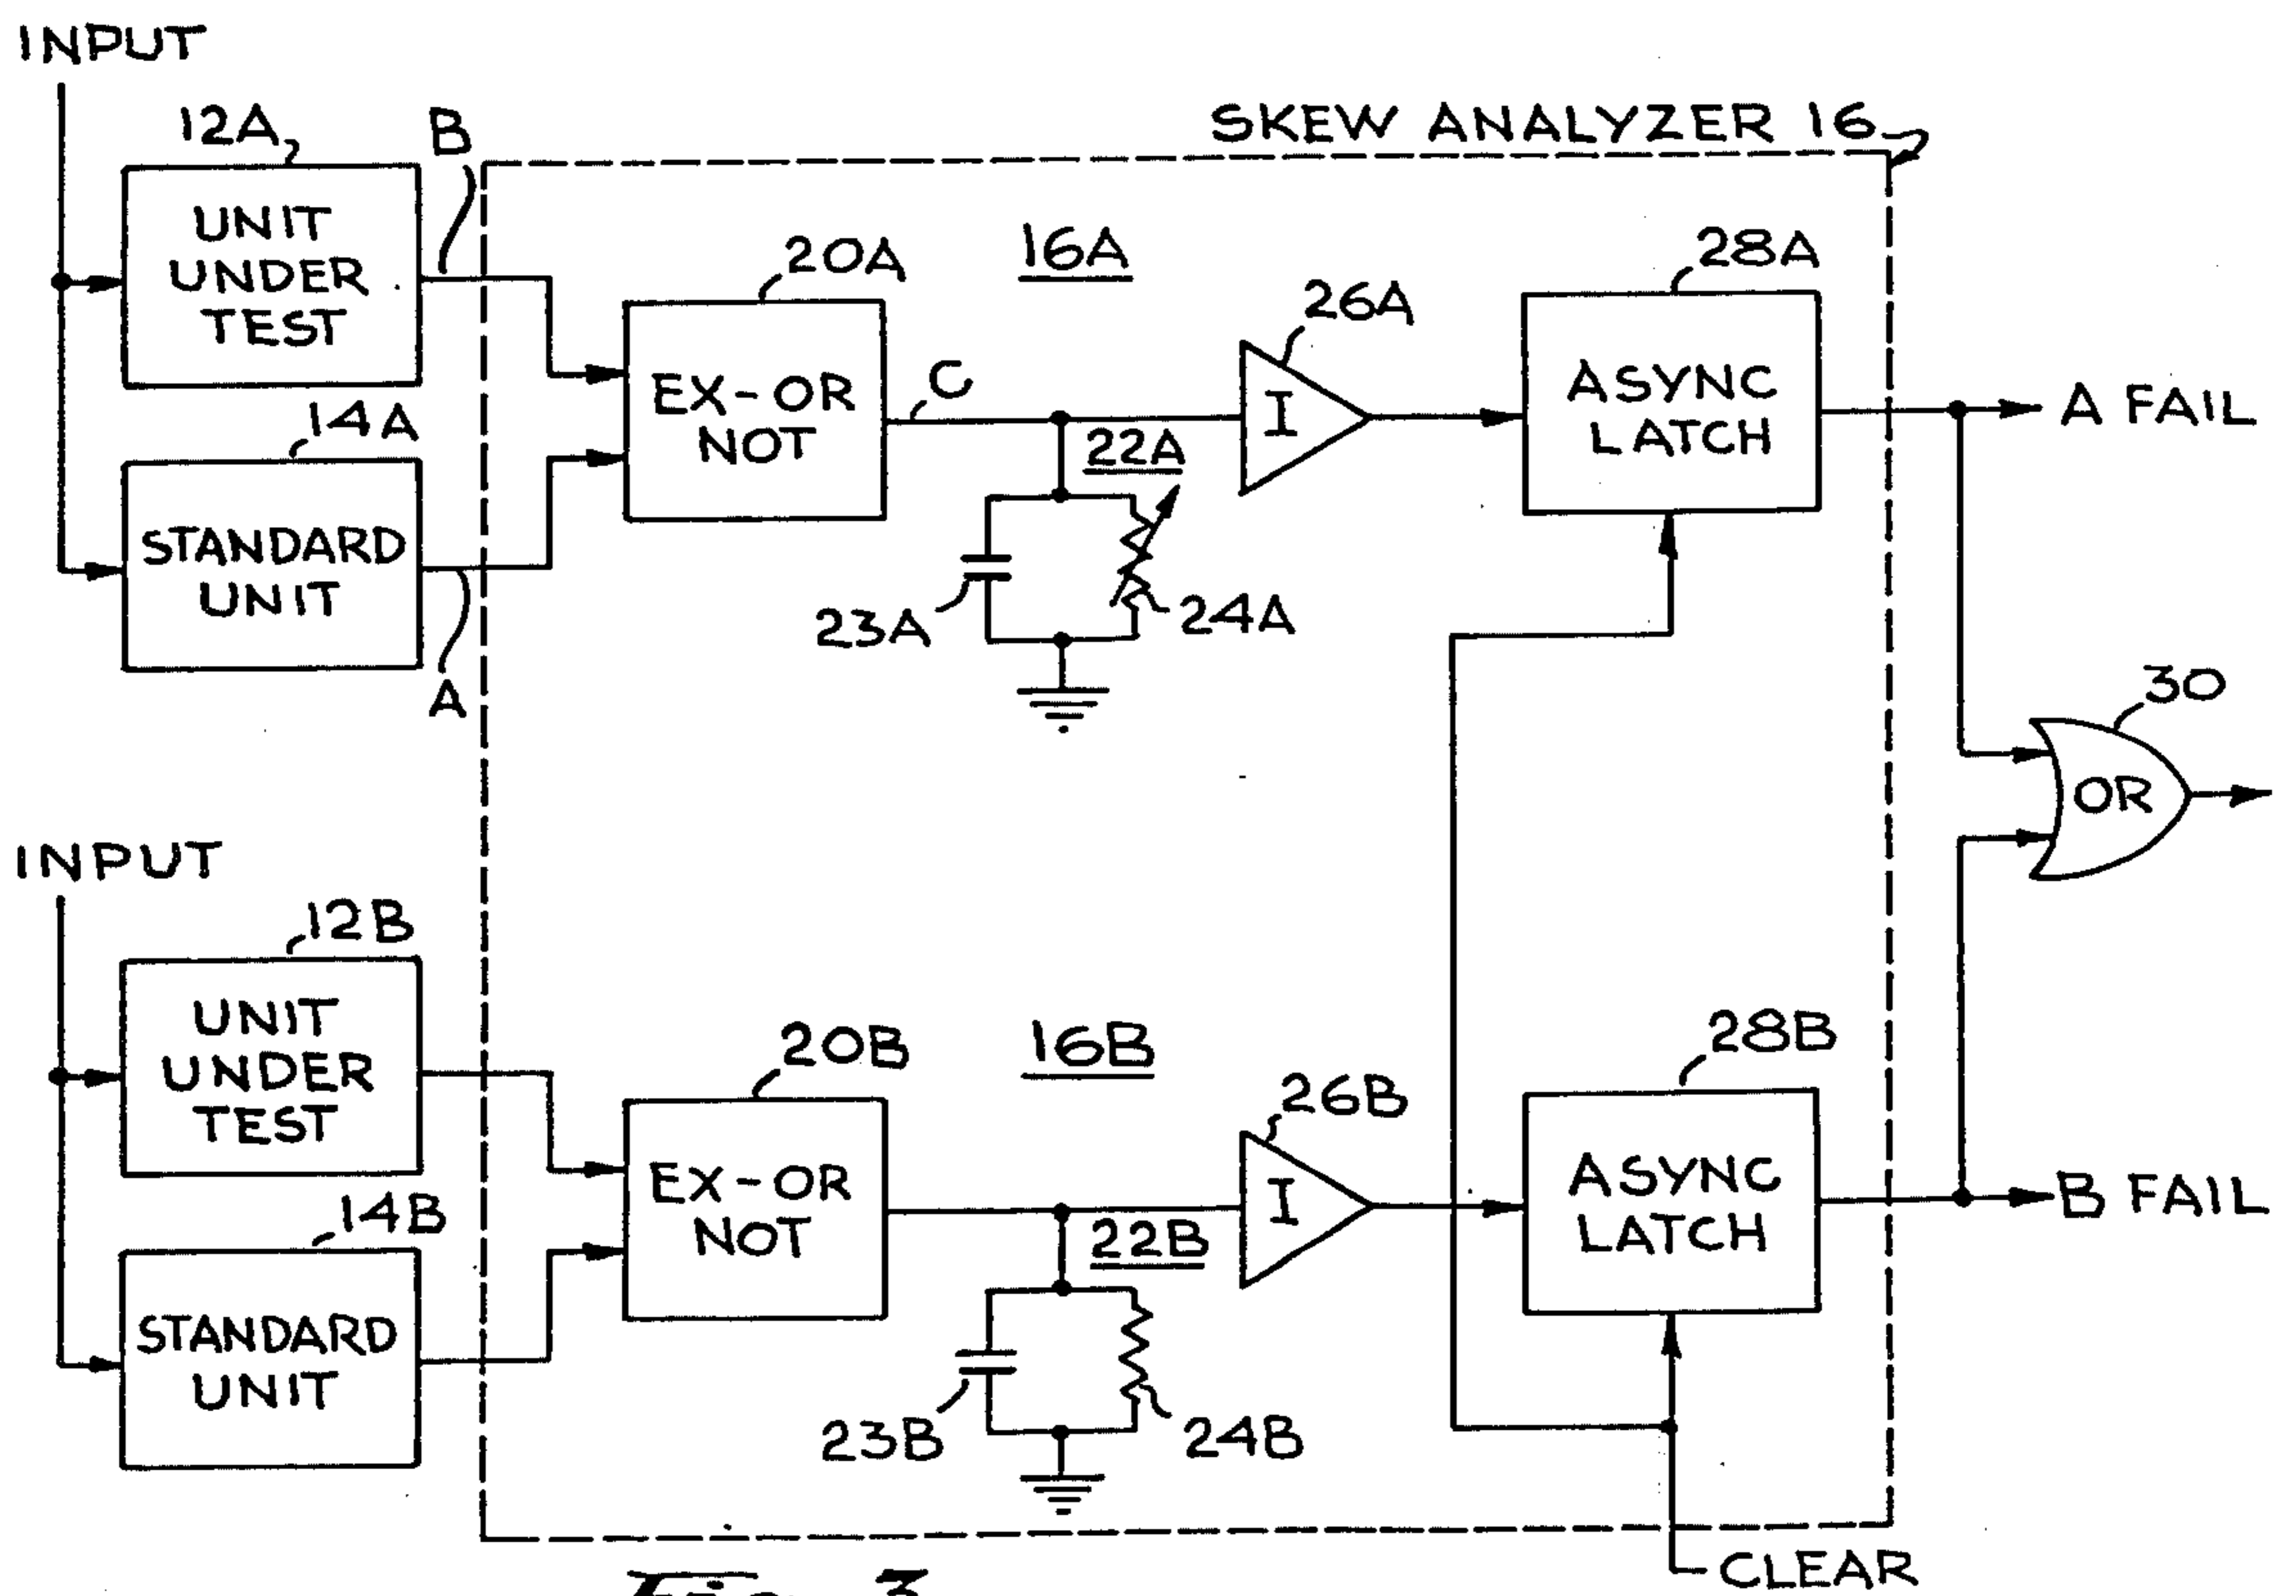 INPUT
12A
B
SKEW ANALYZER 16
UNIT
UNDER
TEST
20A
16A
26A
28A
EX-OR
NOT
C
22A
I
ASYNC
LATCH
A FAIL
14A
STANDARD
UNIT
A
23A
24A
30
OR
INPUT
12B
UNIT
UNDER
TEST
20B
16B
26B
28B
EX-OR
NOT
22B
I
ASYNC
LATCH
B FAIL
14B
STANDARD
UNIT
23B
24B
CLEAR
Fig. 3